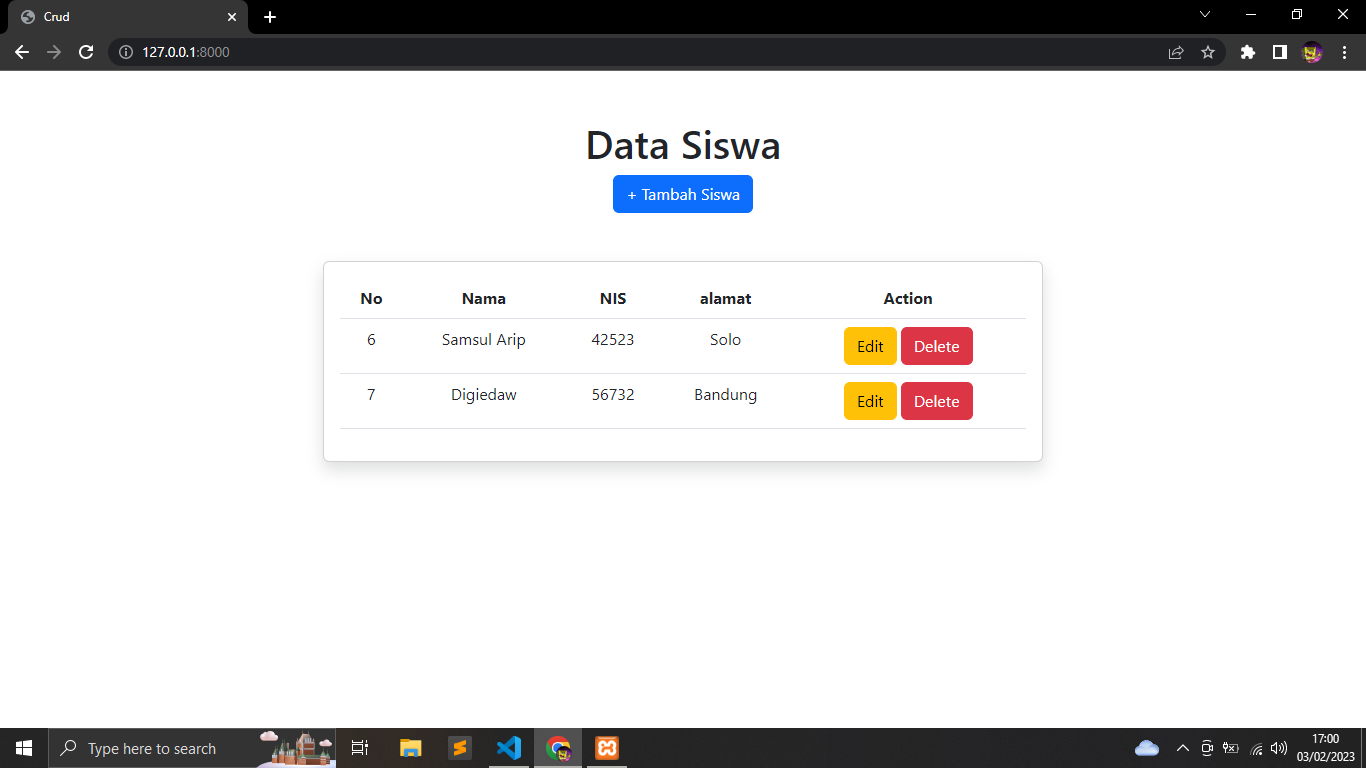 Crud
127.0.0.1:8000
Data Siswa
+ Tambah Siswa
No Nama NIS alamat Action
6 Samsul Arip 42523 Solo Edit Delete
7 Digiedaw 56732 Bandung Edit Delete
Type here to search
17:00
03/02/2023